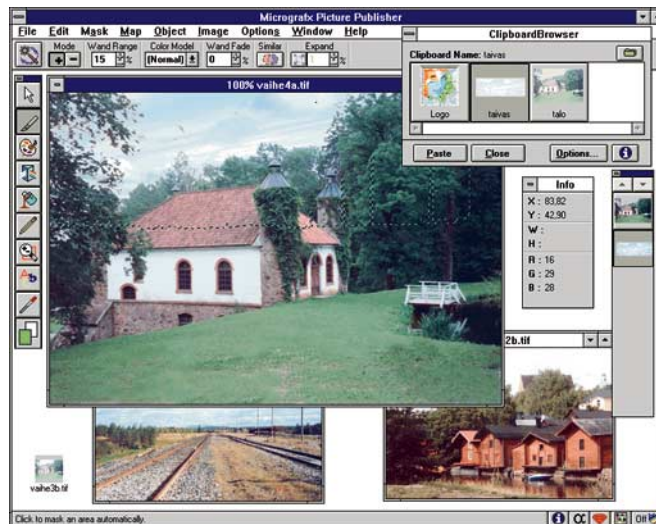 Micrografx Picture Publisher
File Edit Mask Map Object Image Options Window Help
Mode Wand Range Color Model Wand Fade Similar Expand
+ - 15 % (Normal) 0 % 1 %
ClipboardBrowser
Clipboard Name: taivas
Logo taivas talo
Paste Close Options...
100% vaihe4a.tif
Info
X : 83,82
Y : 42,90
W :
H :
R : 16
G : 29
B : 28
2b.tif
vaihe3b.tif
Click to mask an area automatically.
Off